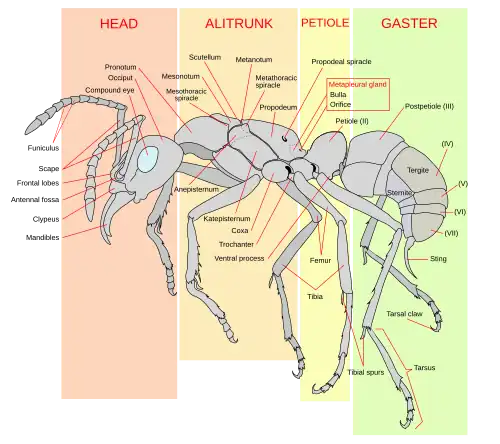 HEAD
ALITRUNK
PETIOLE
GASTER
Scutellum
Metanotum
Propodeal spiracle
Pronotum
Occiput
Compound eye
Mesonotum
Mesothoracic
spiracle
Metathoracic
spiracle
Propodeum
Metapleural gland
Bulla
Orifice
Petiole (II)
Postpetiole (III)
Funiculus
Scape
Frontal lobes
Antennal fossa
Clypeus
Mandibles
Anepisternum
Katepisternum
Coxa
Trochanter
Ventral process
Femur
Tibia
Tibial spurs
Tergite
Sternite
(IV)
(V)
(VI)
(VII)
Sting
Tarsal claw
Tarsus